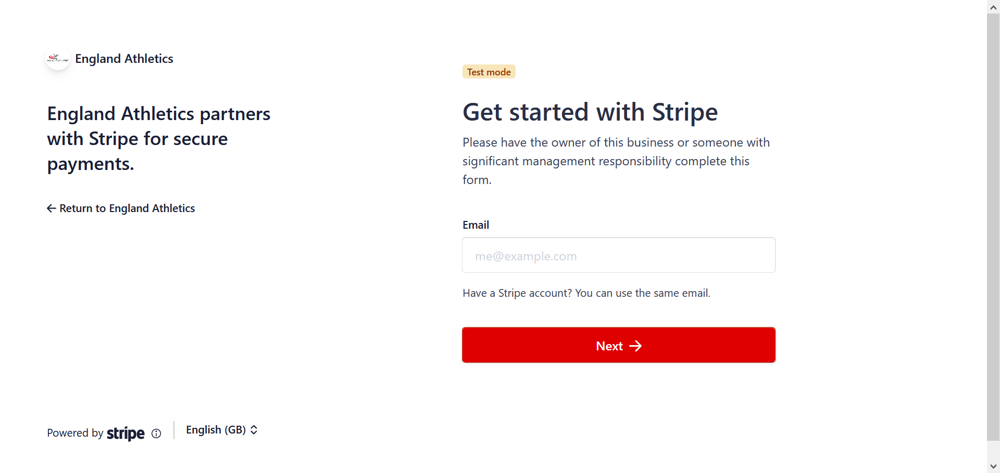 England Athletics
England Athletics partners
with Stripe for secure
payments.
Return to England Athletics
Test mode
Get started with Stripe
Please have the owner of this business or someone with
significant management responsibility complete this
form.
Email
me@example.com
Have a Stripe account? You can use the same email.
Next
Powered by stripe
English (GB)